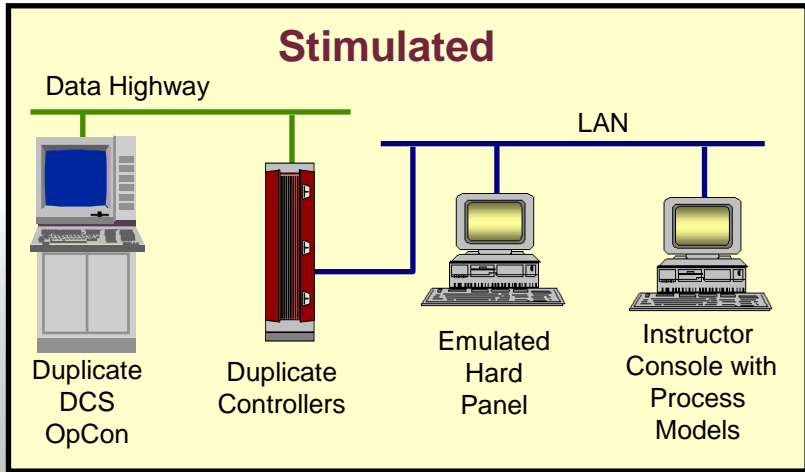 Stimulated
Data Highway
LAN
Duplicate
DCS
OpCon
Duplicate
Controllers
Emulated
Hard
Panel
Instructor
Console with
Process
Models